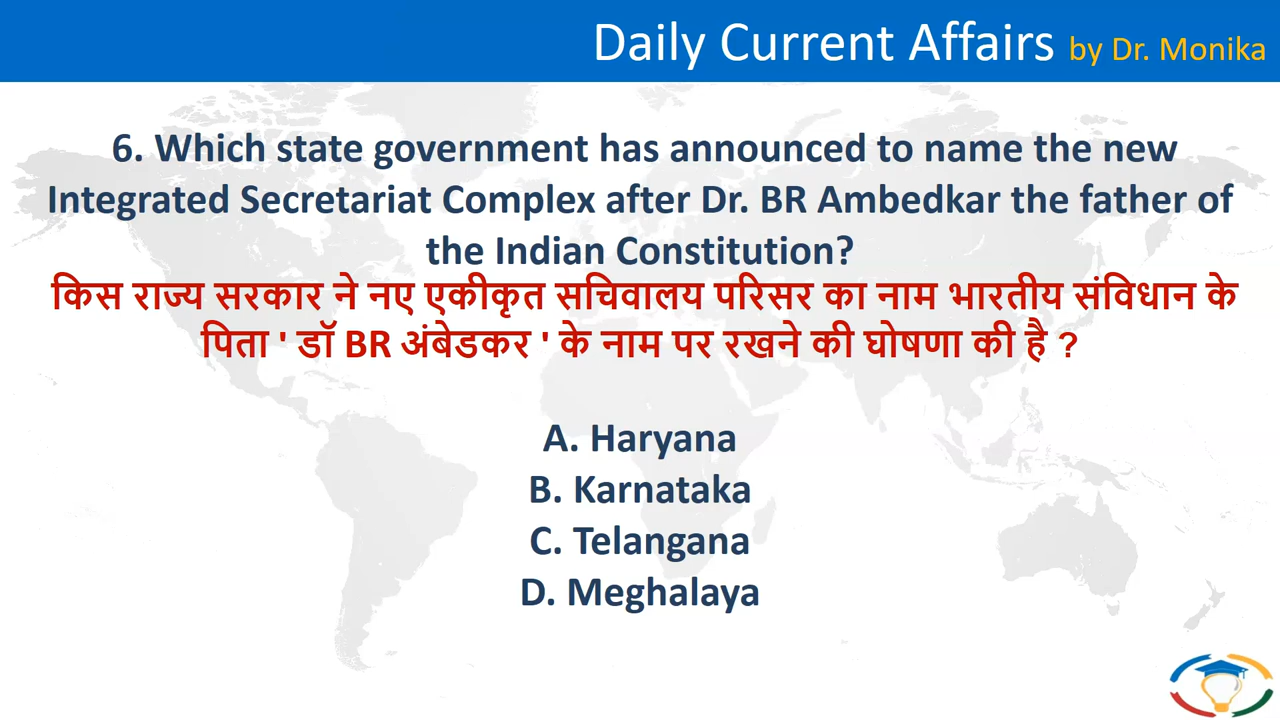 Daily Current Affairs by Dr. Monika
6. Which state government has announced to name the new
Integrated Secretariat Complex after Dr. BR Ambedkar the father of
the Indian Constitution?
किस राज्य सरकार ने नए एकीकृत सचिवालय परिसर का नाम भारतीय संविधान के
पिता ' डॉ BR अंबेडकर ' के नाम पर रखने की घोषणा की है ?
A. Haryana
B. Karnataka
C. Telangana
D. Meghalaya